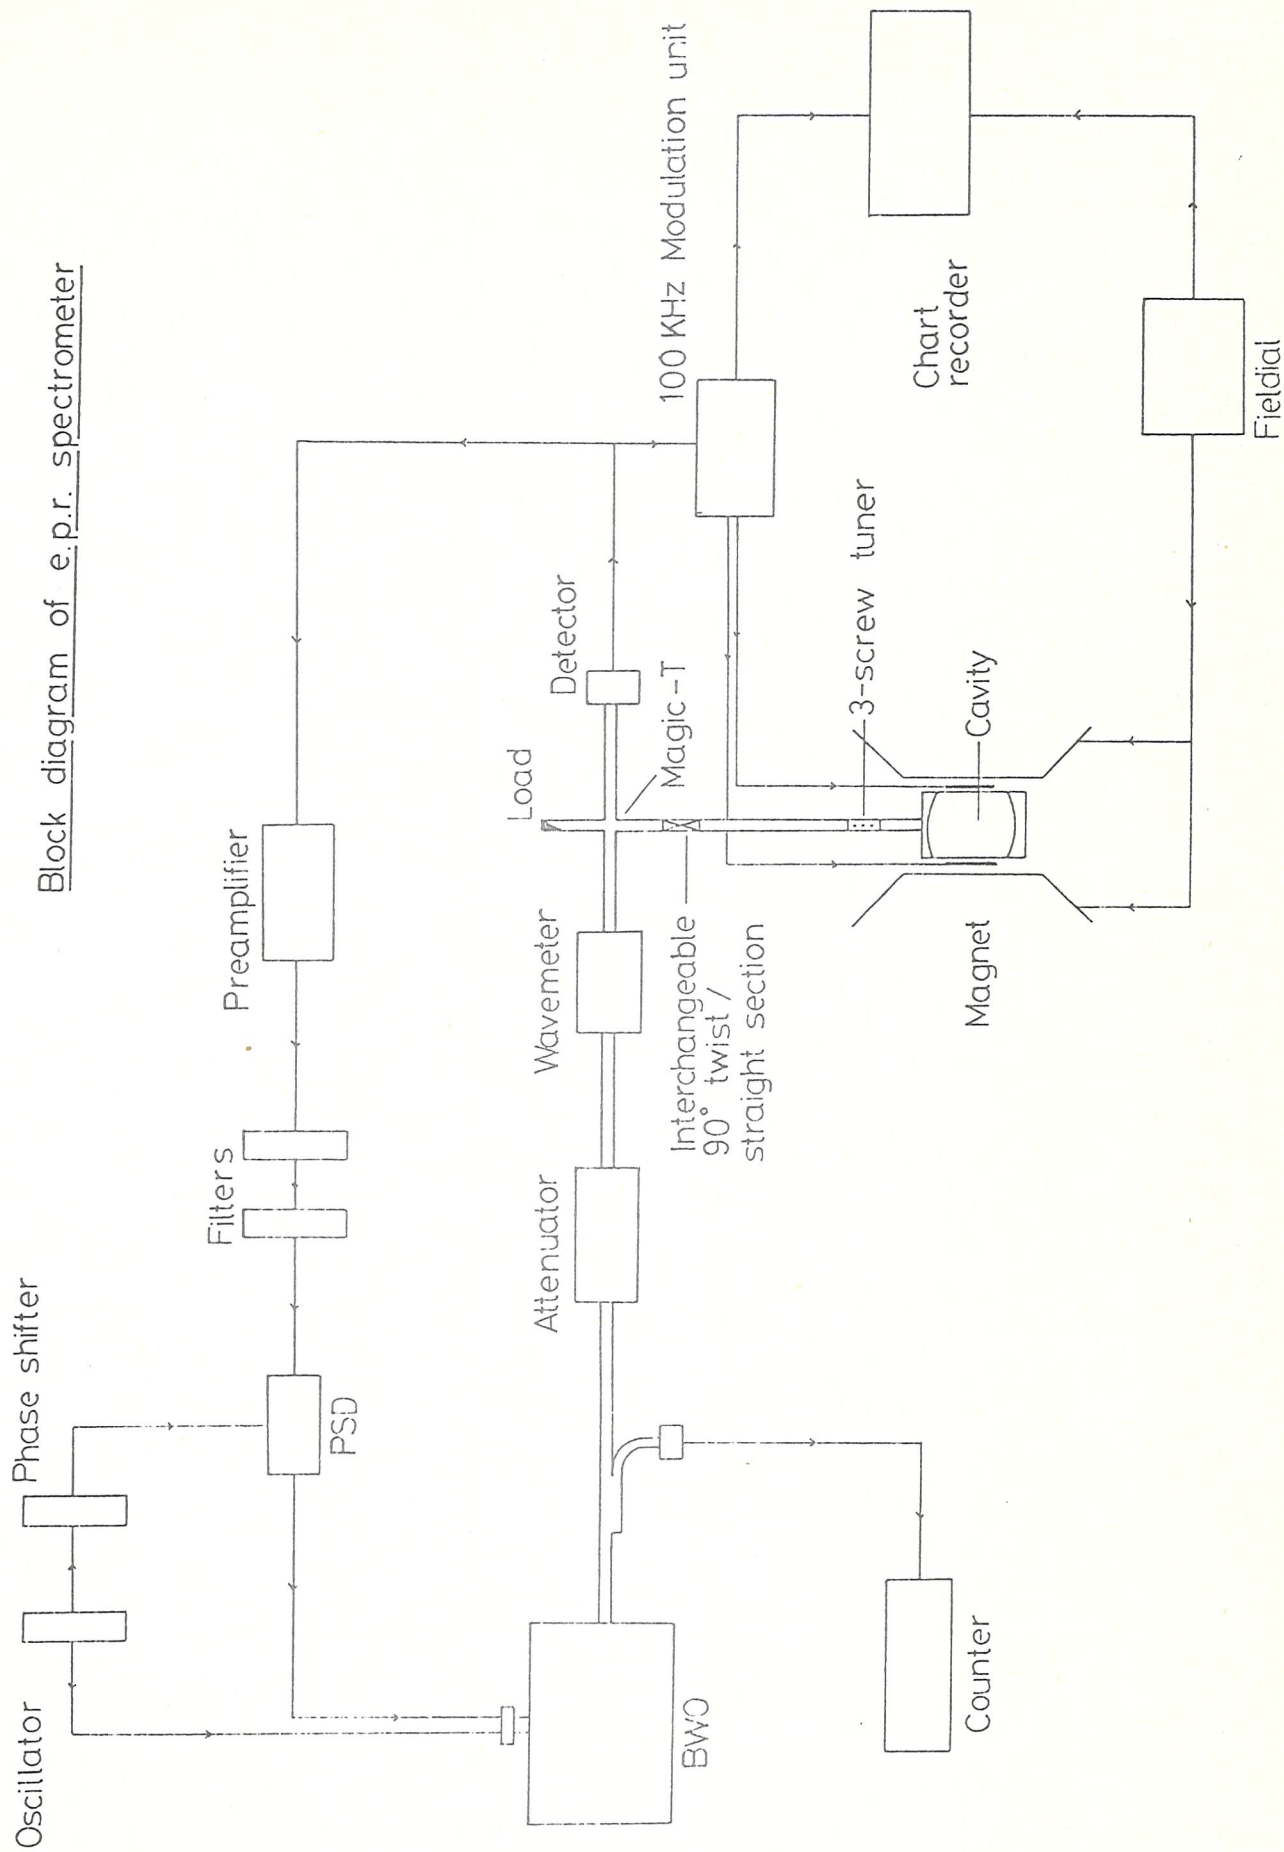 Block diagram of e.p.r. spectrometer
Oscillator
Phase shifter
Filters
Preamplifier
PSD
BWO
Attenuator
Wavemeter
Load
Detector
Magic-T
100 KHz Modulation unit
Interchangeable
90° twist /
straight section
3-screw tuner
Cavity
Magnet
Chart
recorder
Counter
Fieldial